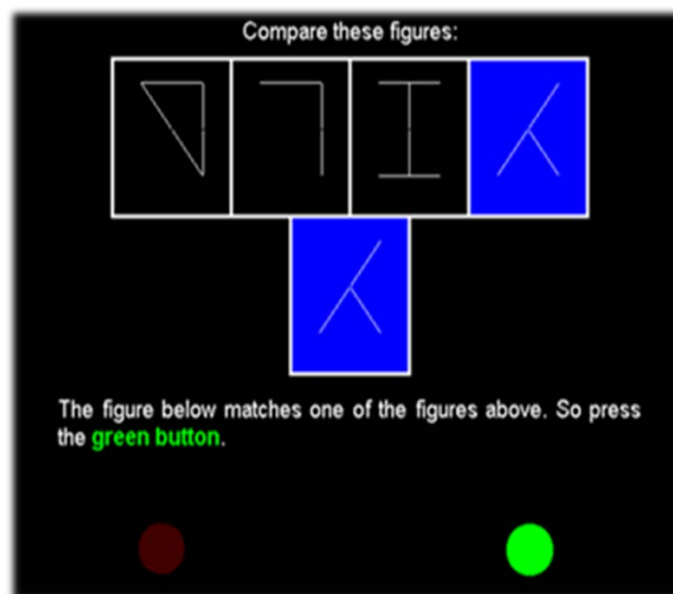 Compare these figures:
The figure below matches one of the figures above. So press
the green button.